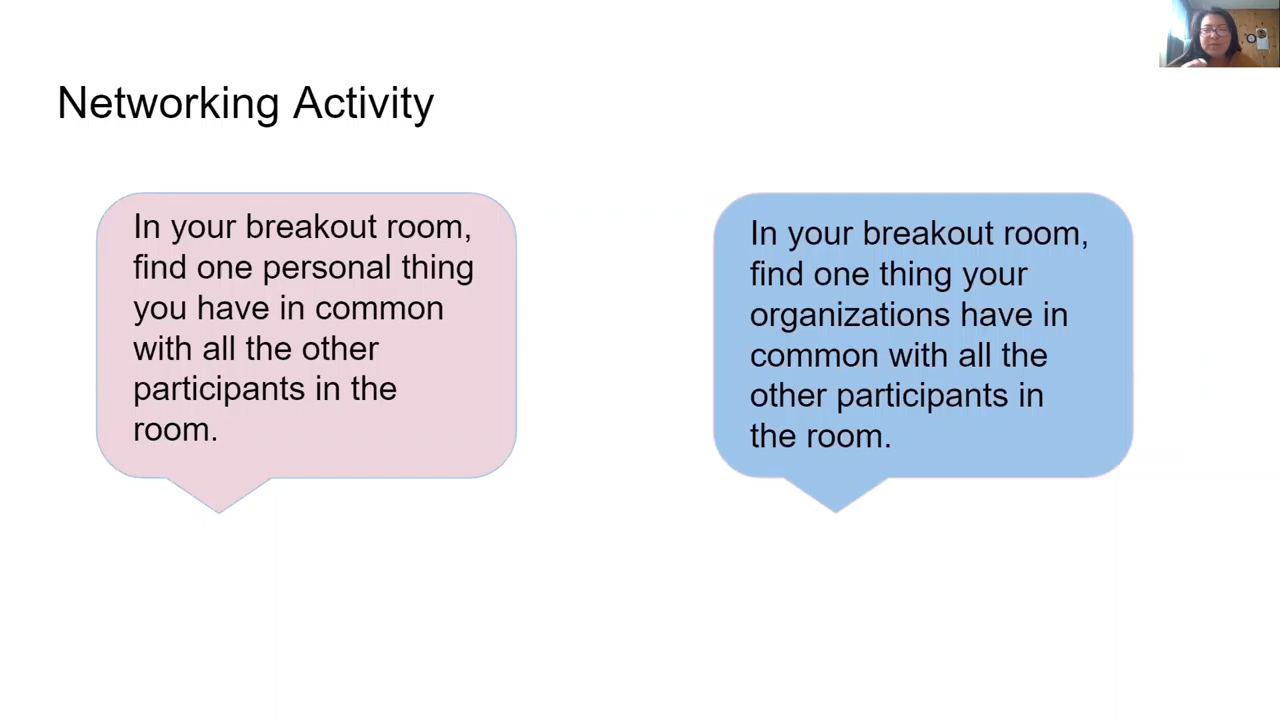 Networking Activity
In your breakout room,
find one personal thing
you have in common
with all the other
participants in the
room.
In your breakout room,
find one thing your
organizations have in
common with all the
other participants in
the room.